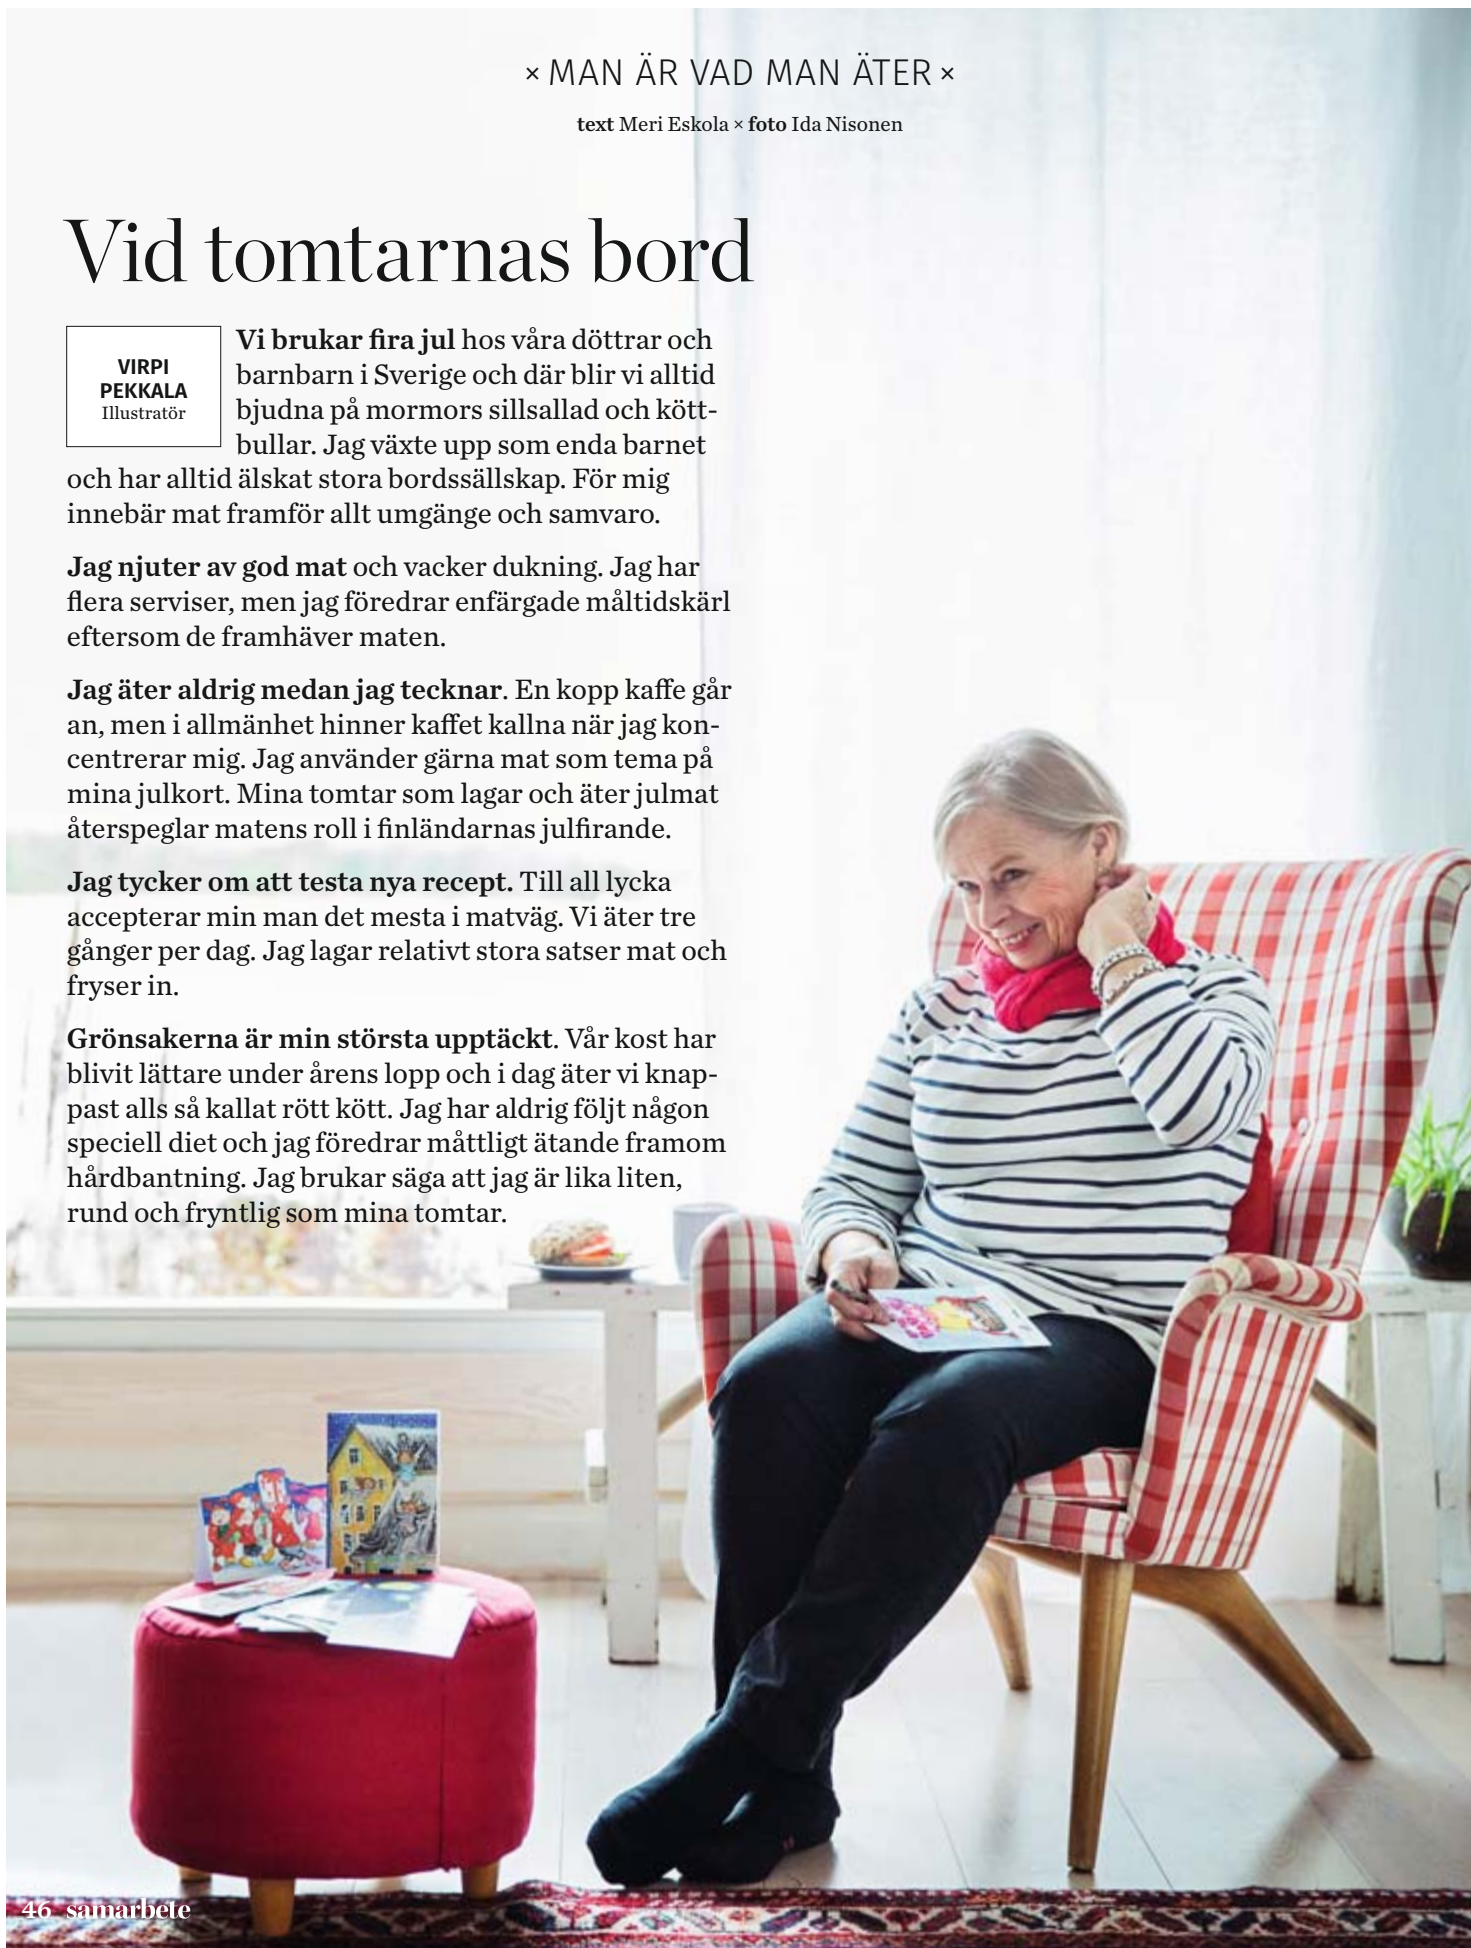 × MAN ÄR VAD MAN ÄTER ×
text Meri Eskola × foto Ida Nisonen
Vid tomtarnas bord
VIRPI
PEKKALA
Illustratör
Vi brukar fira jul hos våra döttrar och
barnbarn i Sverige och där blir vi alltid
bjudna på mormors sillsallad och kött-
bullar. Jag växte upp som enda barnet
och har alltid älskat stora bordssällskap. För mig
innebär mat framför allt umgänge och samvaro.
Jag njuter av god mat och vacker dukning. Jag har
flera serviser, men jag föredrar enfärgade måltidskärl
eftersom de framhäver maten.
Jag äter aldrig medan jag tecknar. En kopp kaffe går
an, men i allmänhet hinner kaffet kallna när jag kon-
centrerar mig. Jag använder gärna mat som tema på
mina julkort. Mina tomtar som lagar och äter julmat
återspeglar matens roll i finländarnas julfirande.
Jag tycker om att testa nya recept. Till all lycka
accepterar min man det mesta i matväg. Vi äter tre
gånger per dag. Jag lagar relativt stora satser mat och
fryser in.
Grönsakerna är min största upptäckt. Vår kost har
blivit lättare under årens lopp och i dag äter vi knap-
past alls så kallat rött kött. Jag har aldrig följt någon
speciell diet och jag föredrar måttligt ätande framom
hårdbantning. Jag brukar säga att jag är lika liten,
rund och fryntlig som mina tomtar.
46 samarbete